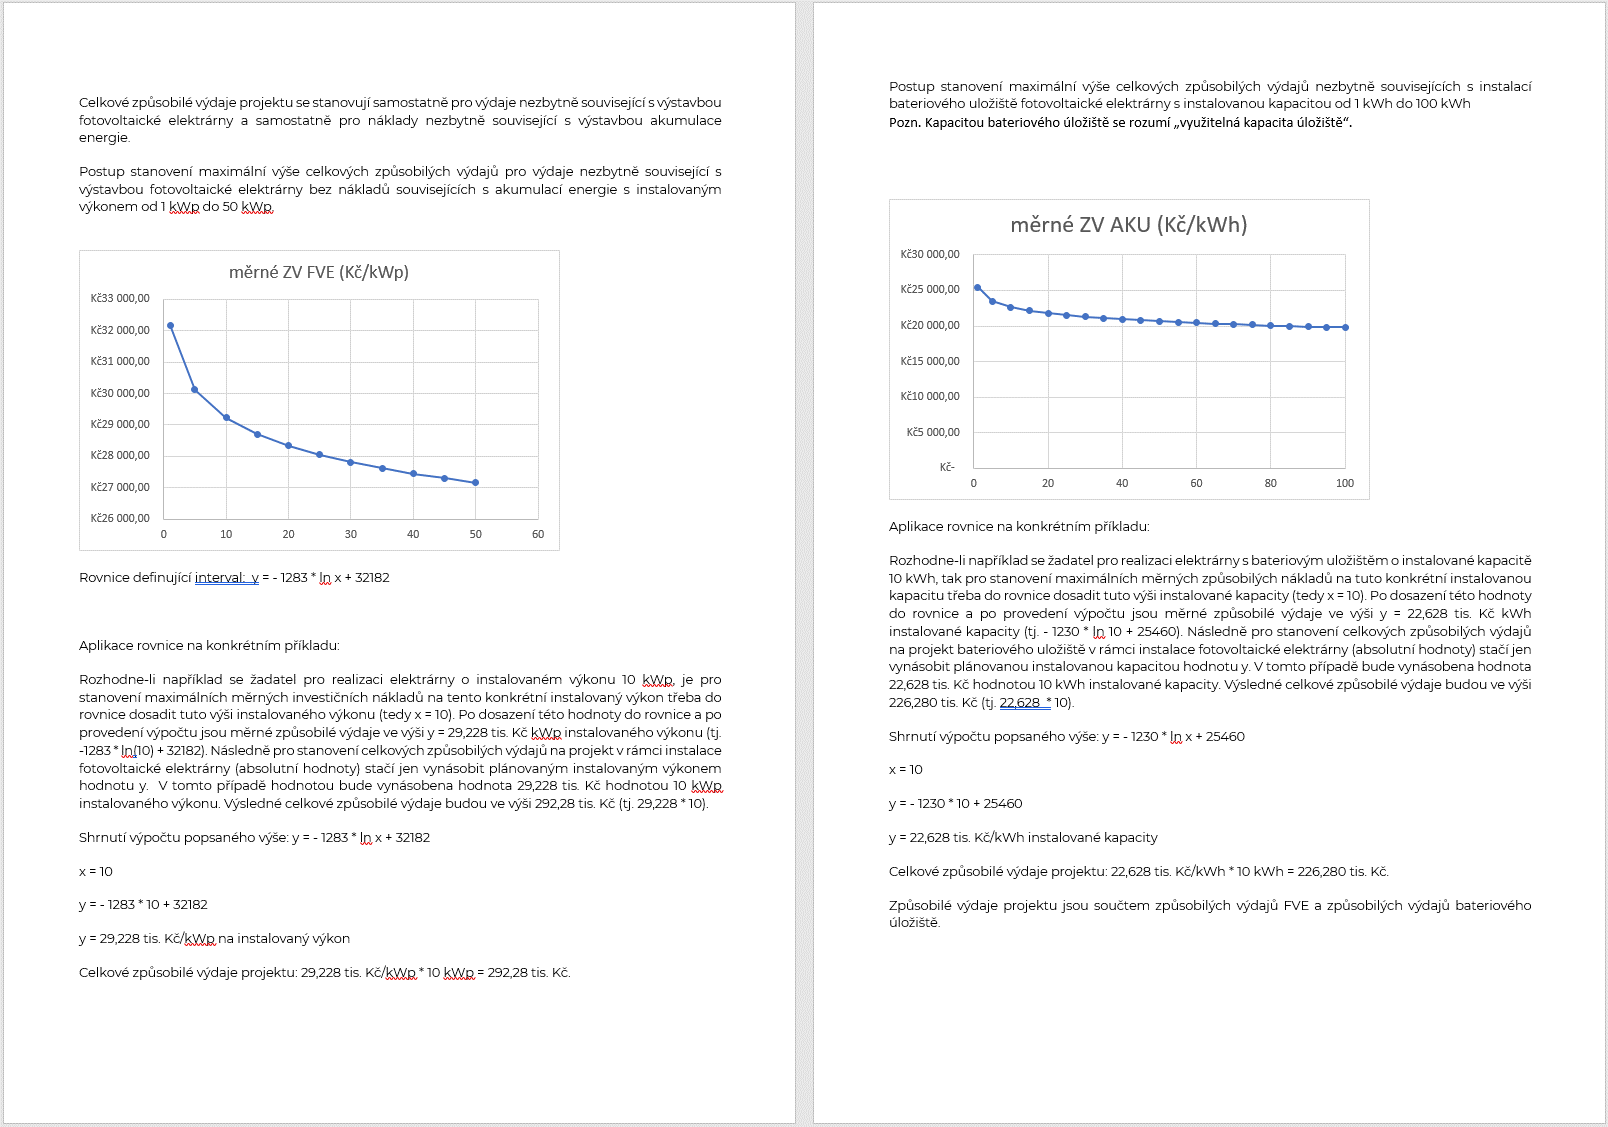 Celkové způsobilé výdaje projektu se stanovují samostatně pro výdaje nezbytně související s výstavbou
fotovoltaické elektrárny a samostatně pro náklady nezbytně související s výstavbou akumulace
energie.
Postup stanovení maximální výše celkových způsobilých výdajů pro výdaje nezbytně související s
výstavbou fotovoltaické elektrárny bez nákladů souvisejících s akumulací energie s instalovaným
výkonem od 1 kWp do 50 kWp.
měrné ZV FVE (Kč/kWp)
Kč33 000,00
Kč32 000,00
Kč31 000,00
Kč30 000,00
Kč29 000,00
Kč28 000,00
Kč27 000,00
Kč26 000,00
0 10 20 30 40 50 60
Rovnice definující interval:  y = - 1283 * ln x + 32182
Aplikace rovnice na konkrétním příkladu:
Rozhodne-li například se žadatel pro realizaci elektrárny o instalovaném výkonu 10 kWp, je pro
stanovení maximálních měrných investičních nákladů na tento konkrétní instalovaný výkon třeba do
rovnice dosadit tuto výši instalovaného výkonu (tedy x = 10). Po dosazení této hodnoty do rovnice a po
provedení výpočtu jsou měrné způsobilé výdaje ve výši y = 29,228 tis. Kč kWp instalovaného výkonu (tj.
-1283 * ln(10) + 32182). Následně pro stanovení celkových způsobilých výdajů na projekt v rámci instalace
fotovoltaické elektrárny (absolutní hodnoty) stačí jen vynásobit plánovaným instalovaným výkonem
hodnotu y.  V tomto případě hodnotou bude vynásobena hodnota 29,228 tis. Kč hodnotou 10 kWp
instalovaného výkonu. Výsledné celkové způsobilé výdaje budou ve výši 292,28 tis. Kč (tj. 29,228 * 10).
Shrnutí výpočtu popsaného výše: y = - 1283 * ln x + 32182
x = 10
y = - 1283 * 10 + 32182
y = 29,228 tis. Kč/kWp na instalovaný výkon
Celkové způsobilé výdaje projektu: 29,228 tis. Kč/kWp * 10 kWp = 292,28 tis. Kč.
Postup stanovení maximální výše celkových způsobilých výdajů nezbytně souvisejících s instalací
bateriového uložiště fotovoltaické elektrárny s instalovanou kapacitou od 1 kWh do 100 kWh
Pozn. Kapacitou bateriového úložiště se rozumí „využitelná kapacita úložiště“.
měrné ZV AKU (Kč/kWh)
Kč30 000,00
Kč25 000,00
Kč20 000,00
Kč15 000,00
Kč10 000,00
Kč5 000,00
Kč-
0 20 40 60 80 100
Aplikace rovnice na konkrétním příkladu:
Rozhodne-li například se žadatel pro realizaci elektrárny s bateriovým uložištěm o instalované kapacitě
10 kWh, tak pro stanovení maximálních měrných způsobilých nákladů na tuto konkrétní instalovanou
kapacitu třeba do rovnice dosadit tuto výši instalované kapacity (tedy x = 10). Po dosazení této hodnoty
do rovnice a po provedení výpočtu jsou měrné způsobilé výdaje ve výši y = 22,628 tis. Kč kWh
instalované kapacity (tj. - 1230 * ln 10 + 25460). Následně pro stanovení celkových způsobilých výdajů
na projekt bateriového uložiště v rámci instalace fotovoltaické elektrárny (absolutní hodnoty) stačí jen
vynásobit plánovanou instalovanou kapacitou hodnotu y. V tomto případě bude vynásobena hodnota
22,628 tis. Kč hodnotou 10 kWh instalované kapacity. Výsledné celkové způsobilé výdaje budou ve výši
226,280 tis. Kč (tj. 22,628  * 10).
Shrnutí výpočtu popsaného výše: y = - 1230 * ln x + 25460
x = 10
y = - 1230 * 10 + 25460
y = 22,628 tis. Kč/kWh instalované kapacity
Celkové způsobilé výdaje projektu: 22,628 tis. Kč/kWh * 10 kWh = 226,280 tis. Kč.
Způsobilé výdaje projektu jsou součtem způsobilých výdajů FVE a způsobilých výdajů bateriového
úložiště.